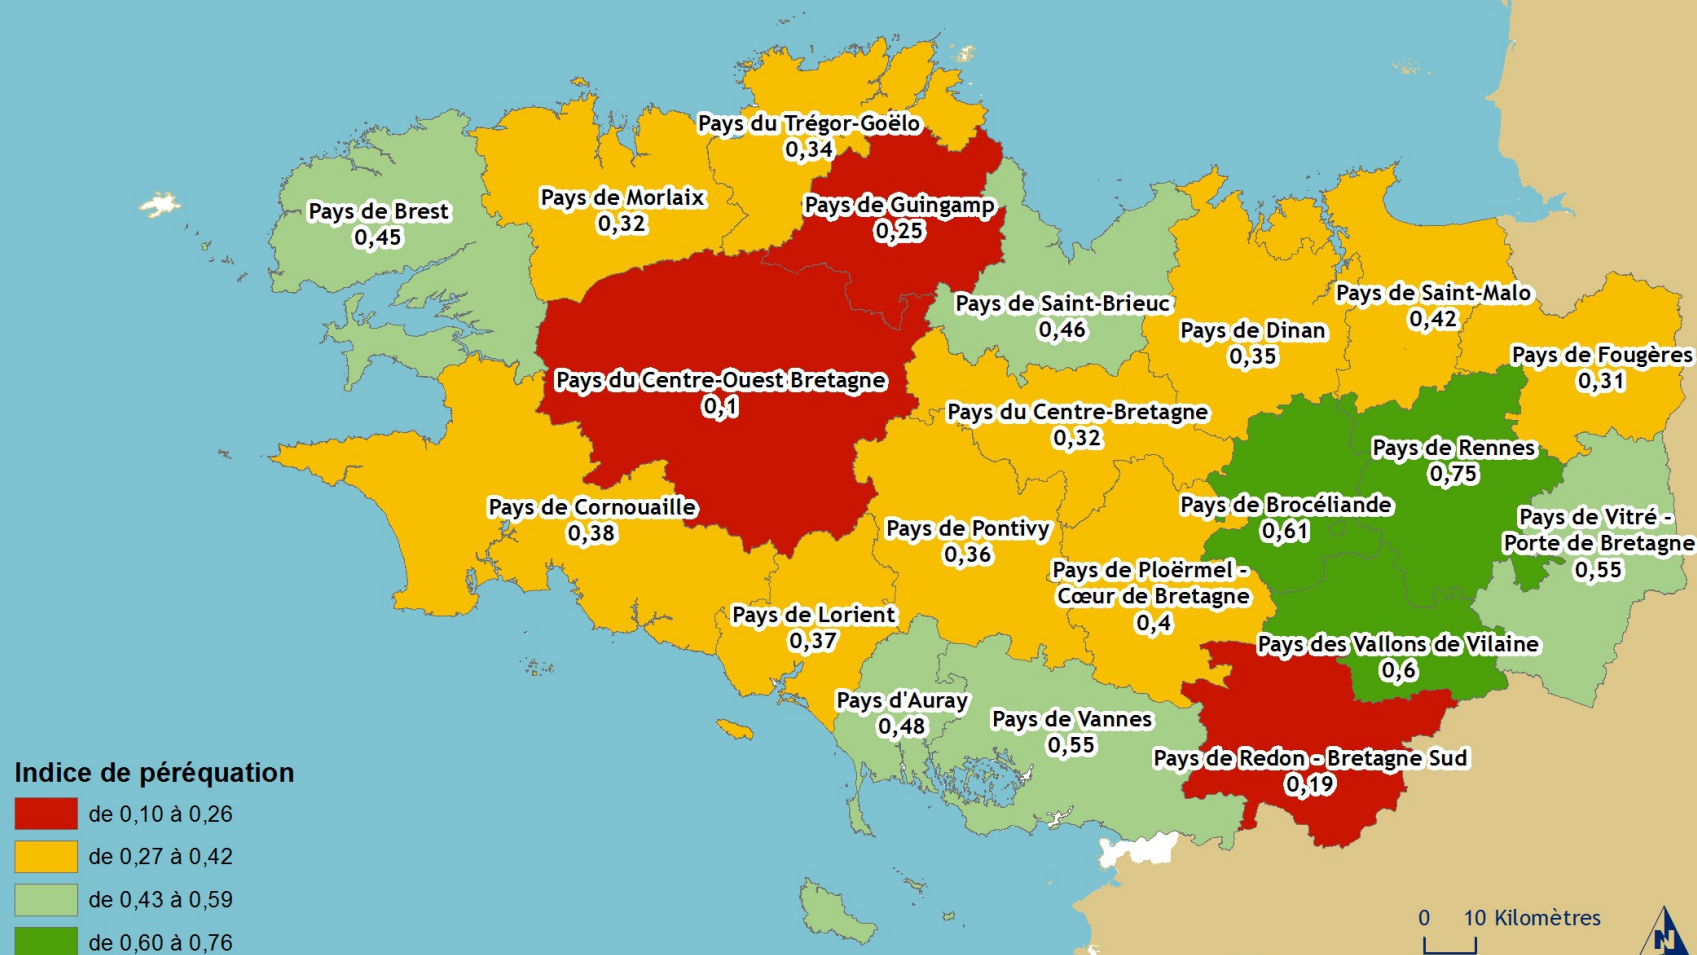 Pays du Trégor-Goëlo
0,34
Pays de Morlaix
0,32
Pays de Brest
0,45
Pays de Guingamp
0,25
Pays de Saint-Brieuc
0,46
Pays de Saint-Malo
0,42
Pays de Dinan
0,35
Pays de Fougères
0,31
Pays du Centre-Ouest Bretagne
0,1
Pays du Centre-Bretagne
0,32
Pays de Rennes
0,75
Pays de Cornouaille
0,38
Pays de Pontivy
0,36
Pays de Brocéliande
0,61
Pays de Vitré -
Porte de Bretagne
0,55
Pays de Ploërmel -
Cœur de Bretagne
0,4
Pays de Lorient
0,37
Pays des Vallons de Vilaine
0,6
Pays d'Auray
0,48
Pays de Vannes
0,55
Pays de Redon - Bretagne Sud
0,19
Indice de péréquation
de 0,10 à 0,26
de 0,27 à 0,42
de 0,43 à 0,59
de 0,60 à 0,76
0 10 Kilomètres
N